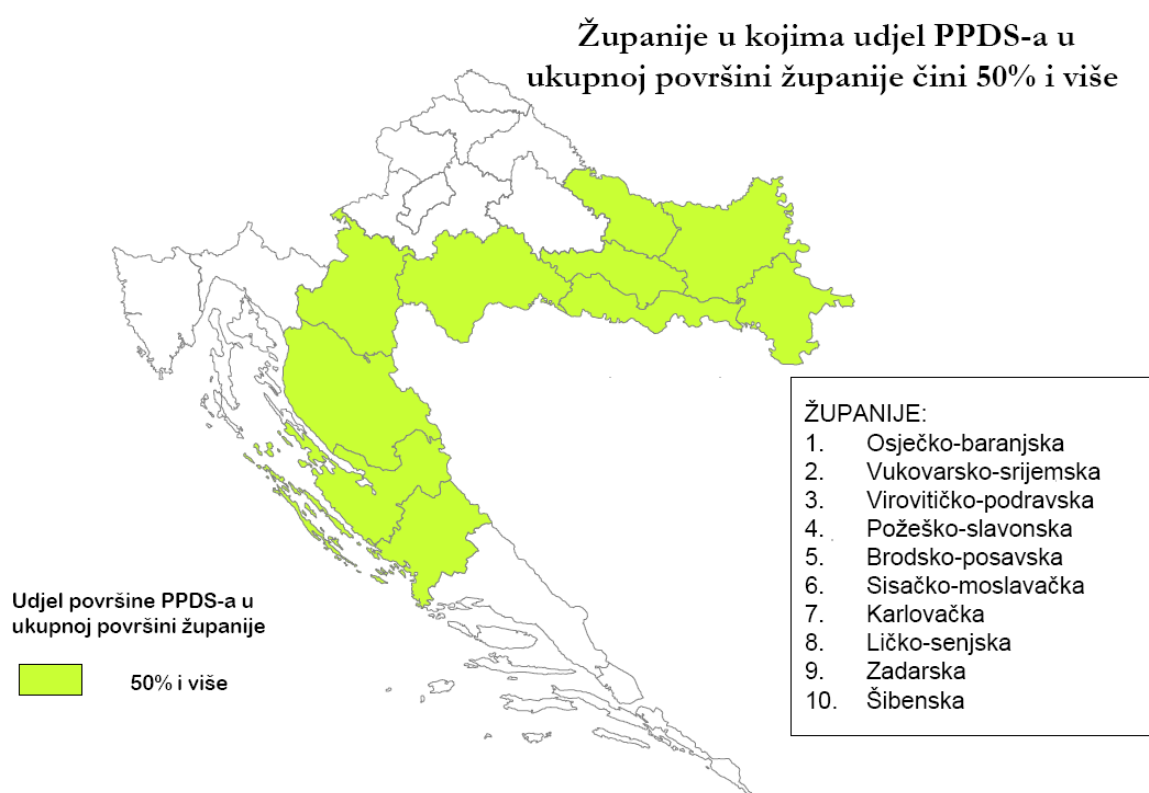 Županije u kojima udjel PPDS-a u
ukupnoj površini županije čini 50% i više
ŽUPANIJE:
1. Osječko-baranjska
2. Vukovarsko-srijemska
3. Virovitičko-podravska
4. Požeško-slavonska
5. Brodsko-posavska
6. Sisačko-moslavačka
7. Karlovačka
8. Ličko-senjska
9. Zadarska
10. Šibenska
Udjel površine PPDS-a u
ukupnoj površini županije
50% i više